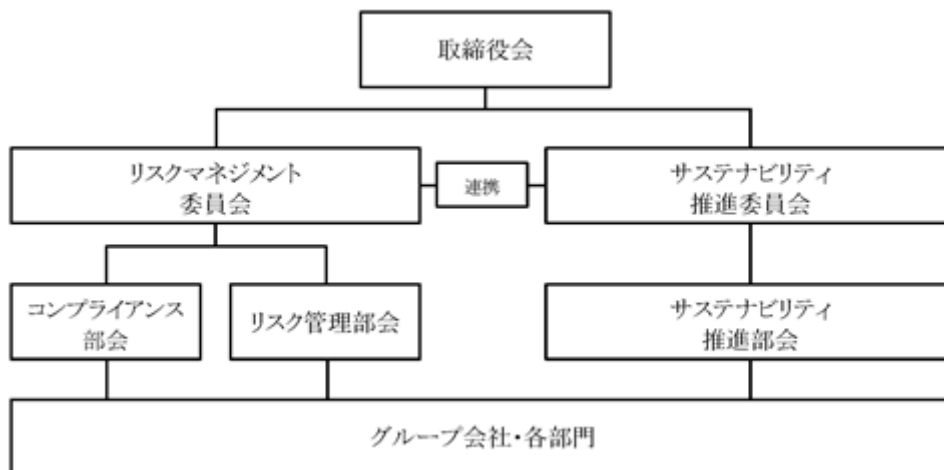 取締役会
リスクマネジメント
委員会
連携
サステナビリティ
推進委員会
コンプライアンス
部会
リスク管理部会
サステナビリティ
推進部会
グループ会社・各部門